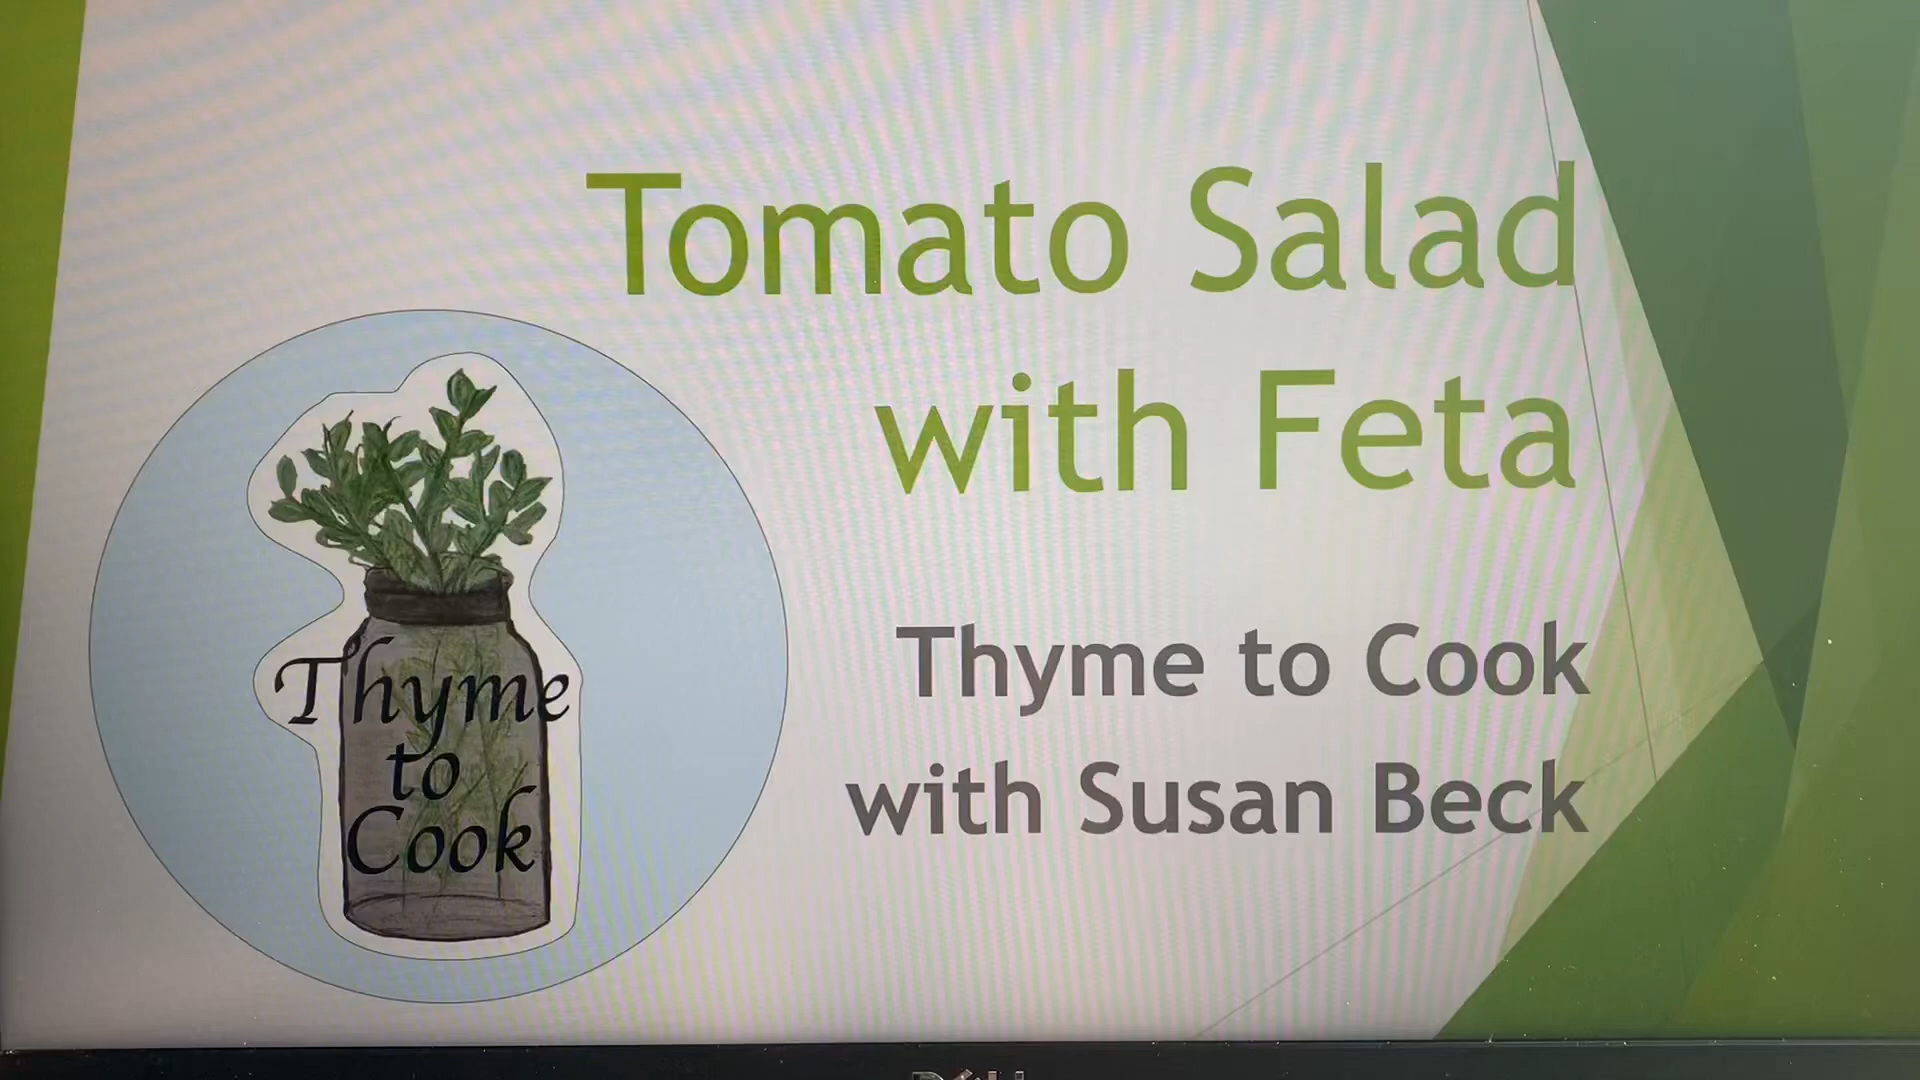 Tomato Salad
with Feta
Thyme
to
Cook
Thyme to Cook
with Susan Beck